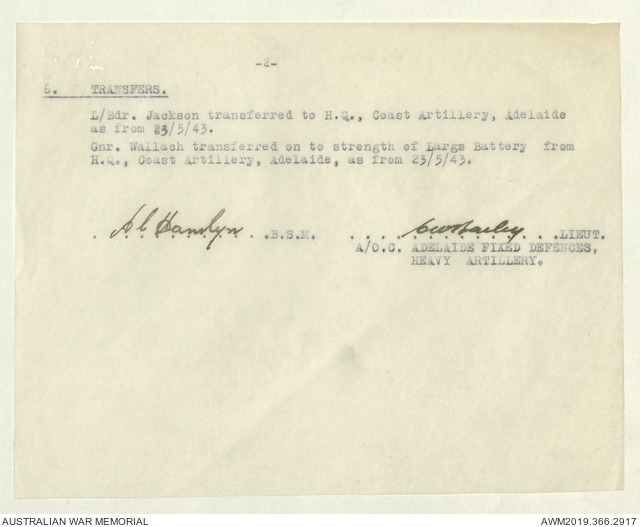 -2-
6. TRANSFERS.
L/Bdr. Jackson transferred to H.Q., Coast Artillery, Adelaide
as from 23/5/43.
Gnr. Wallach transferred on to strength of Largs Battery from
H.Q., Coast Artillery, Adelaide, as from 23/5/43.
. . . . . . . . . . . .B.S.M. . . . . . . . . . . . .LIEUT.
A/O.C. ADELAIDE FIXED DEFENCES,
HEAVY ARTILLERY.
AUSTRALIAN WAR MEMORIAL AWM2019.366.2917